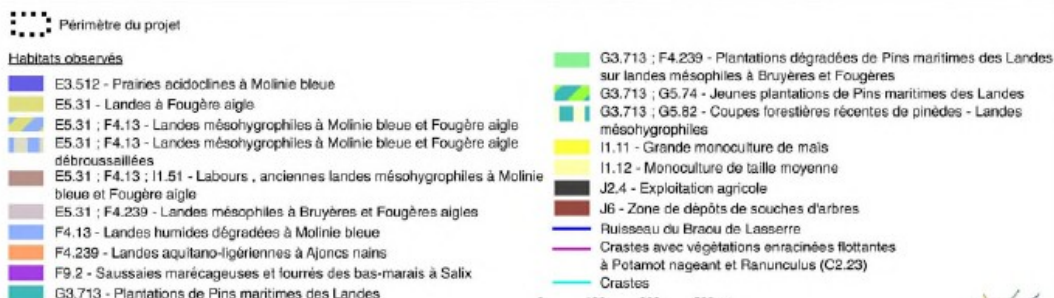 Périmètre du projet
Habitats observés
E3.512 - Prairies acidoclines à Molinie bleue
E5.31 - Landes à Fougère aigle
E5.31 ; F4.13 - Landes mésohygrophiles à Molinie bleue et Fougère aigle
E5.31 ; F4.13 - Landes mésohygrophiles à Molinie bleue et Fougère aigle
débroussaillées
E5.31 ; F4.13 ; I1.51 - Labours , anciennes landes mésohygrophiles à Molinie
bleue et Fougère aigle
E5.31 ; F4.239 - Landes mésophiles à Bruyères et Fougères aigles
F4.13 - Landes humides dégradées à Molinie bleue
F4.239 - Landes aquitano-ligériennes à Ajoncs nains
F9.2 - Saussaies marécageuses et fourrés des bas-marais à Salix
G3.713 - Plantations de Pins maritimes des Landes
G3.713 ; F4.239 - Plantations dégradées de Pins maritimes des Landes
sur landes mésophiles à Bruyères et Fougères
G3.713 ; G5.74 - Jeunes plantations de Pins maritimes des Landes
G3.713 ; G5.82 - Coupes forestières récentes de pinèdes - Landes
mésohygrophiles
I1.11 - Grande monoculture de maïs
I1.12 - Monoculture de taille moyenne
J2.4 - Exploitation agricole
J6 - Zone de dépôts de souches d'arbres
Ruisseau du Braou de Lasserre
Crastes avec végétations enracinées flottantes
à Potamot nageant et Ranunculus (C2.23)
Crastes